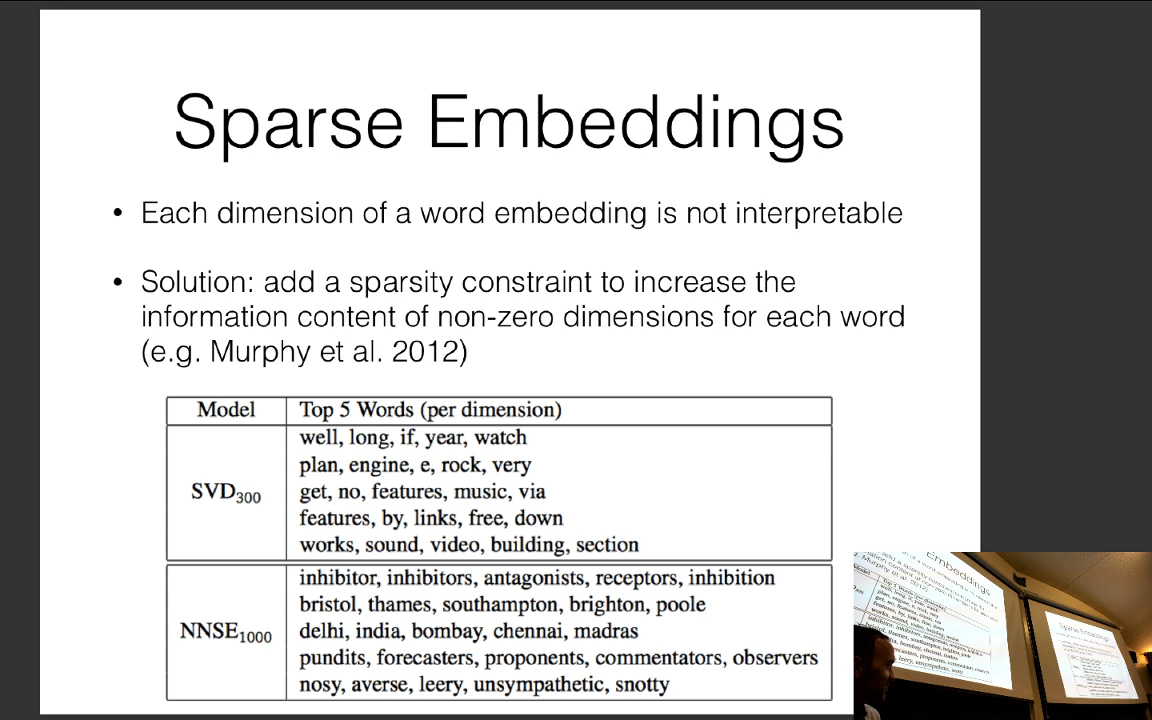 Sparse Embeddings
• Each dimension of a word embedding is not interpretable
• Solution: add a sparsity constraint to increase the
information content of non-zero dimensions for each word
(e.g. Murphy et al. 2012)
Model Top 5 Words (per dimension)
well, long, if, year, watch
plan, engine, e, rock, very
SVD300 get, no, features, music, via
features, by, links, free, down
works, sound, video, building, section
inhibitor, inhibitors, antagonists, receptors, inhibition
bristol, thames, southampton, brighton, poole
NNSE1000 delhi, india, bombay, chennai, madras
pundits, forecasters, proponents, commentators, observers
nosy, averse, leery, unsympathetic, snotty
Embeddings
Sparse Embeddings